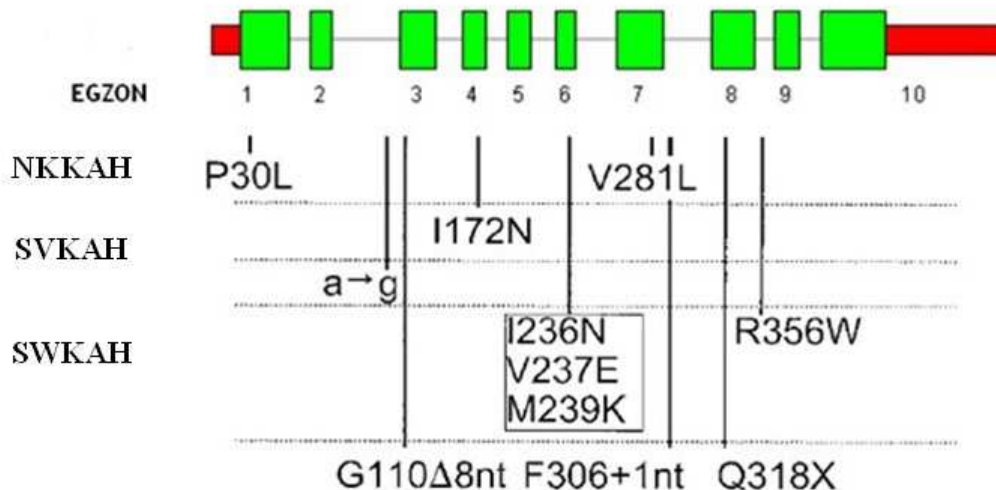 EGZON 1 2 3 4 5 6 7 8 9 10
NKKAH P30L V281L
I172N
SVKAH
a→g
SWKAH I236N R356W
V237E
M239K
G110Δ8nt F306+1nt Q318X